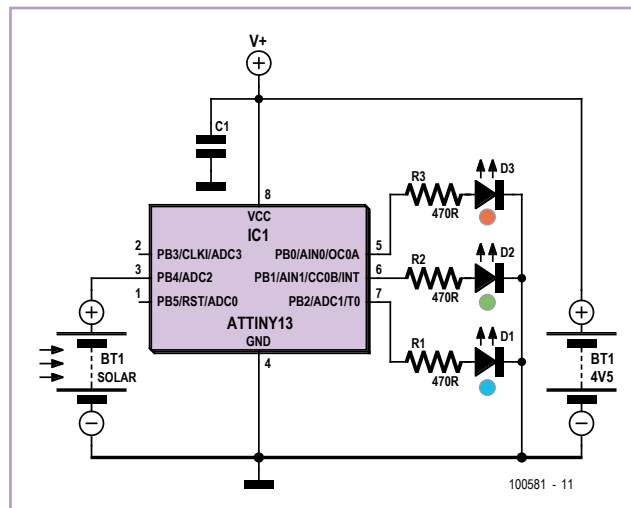 V+
C1
8
VCC
IC1
2 PB3/CLKI/ADC3
PB0/AIN0/OC0A 5
3 PB4/ADC2
PB1/AIN1/CC0B/INT 6
1 PB5/RST/ADC0
PB2/ADC1/T0 7
ATTINY13
GND
4
R3
470R
D3
R2
470R
D2
R1
470R
D1
BT1
SOLAR
BT1
4V5
100581 - 11